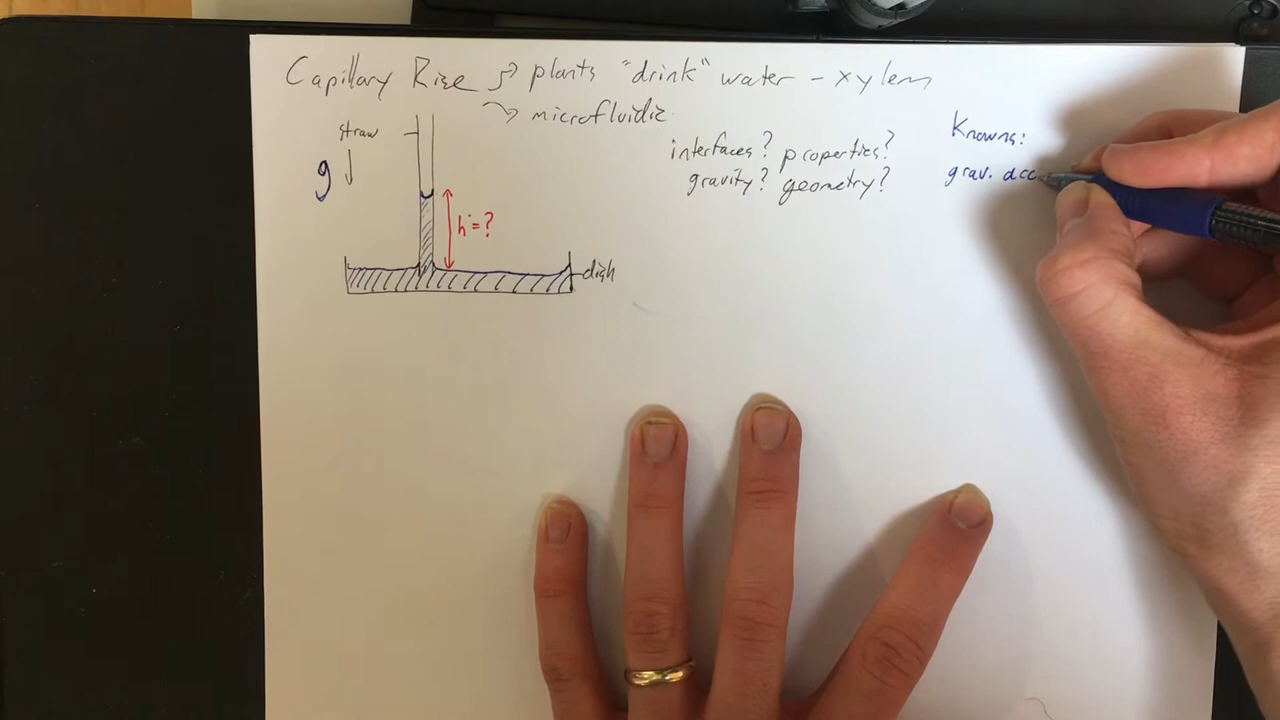 Capillary Rise → plants "drink" water - xylem
→ microfluidic
straw
interfaces? properties?
gravity? geometry?
Knowns:
grav. acc
g
h = ?
dish